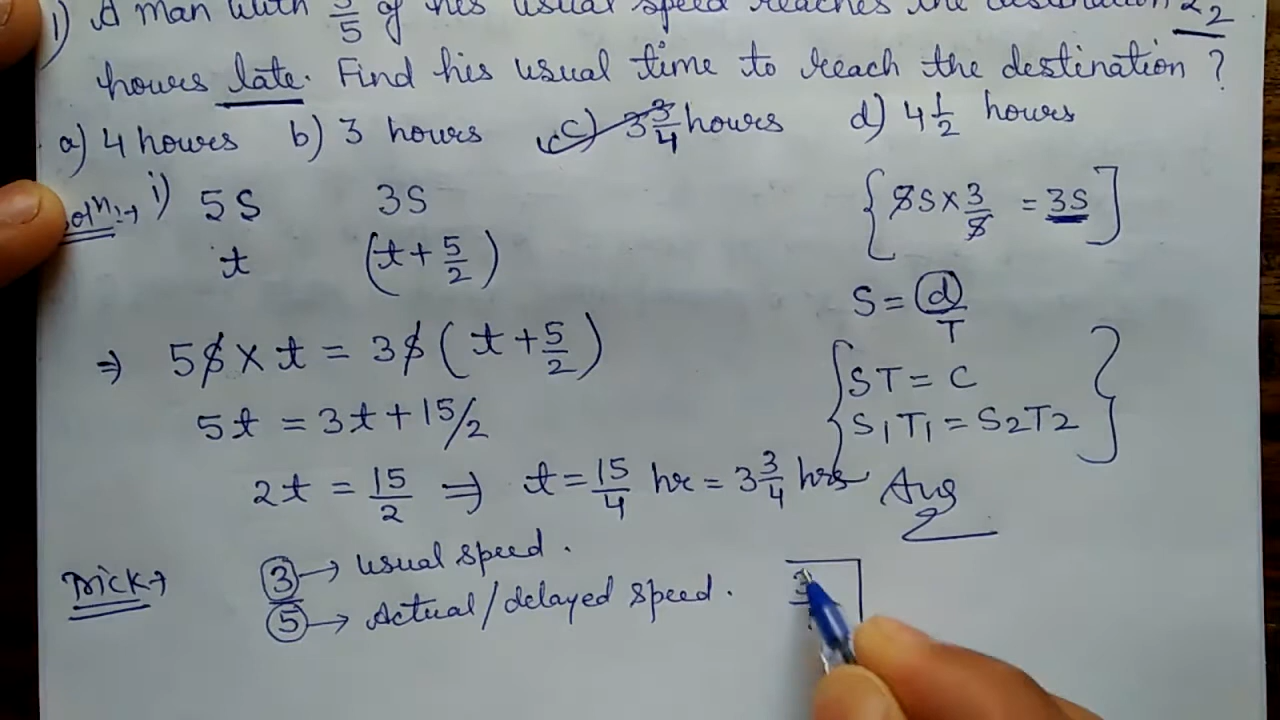 1) A man with 3/5 of his usual speed reaches the destination 2 1/2
hours late. Find his usual time to reach the destination ?
a) 4 hours b) 3 hours c) 3 3/4 hours d) 4 1/2 hours
Solⁿ:→ i) 5S 3S { 5S × 3/5 = 3S ]
t (t + 5/2)
S = d/T
⇒ 5S × t = 3S (t + 5/2)
{ ST = C
5t = 3t + 15/2
S₁T₁ = S₂T₂ }
2t = 15/2 ⇒ t = 15/4 hr = 3 3/4 hrs Ans
Trick→ 3 → usual speed.
5 → Actual/delayed speed. 3